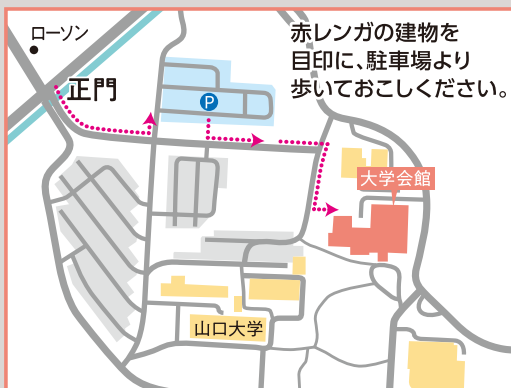 ローソン
正門
赤レンガの建物を
目印に、駐車場より
歩いておこしください。
P
大学会館
山口大学